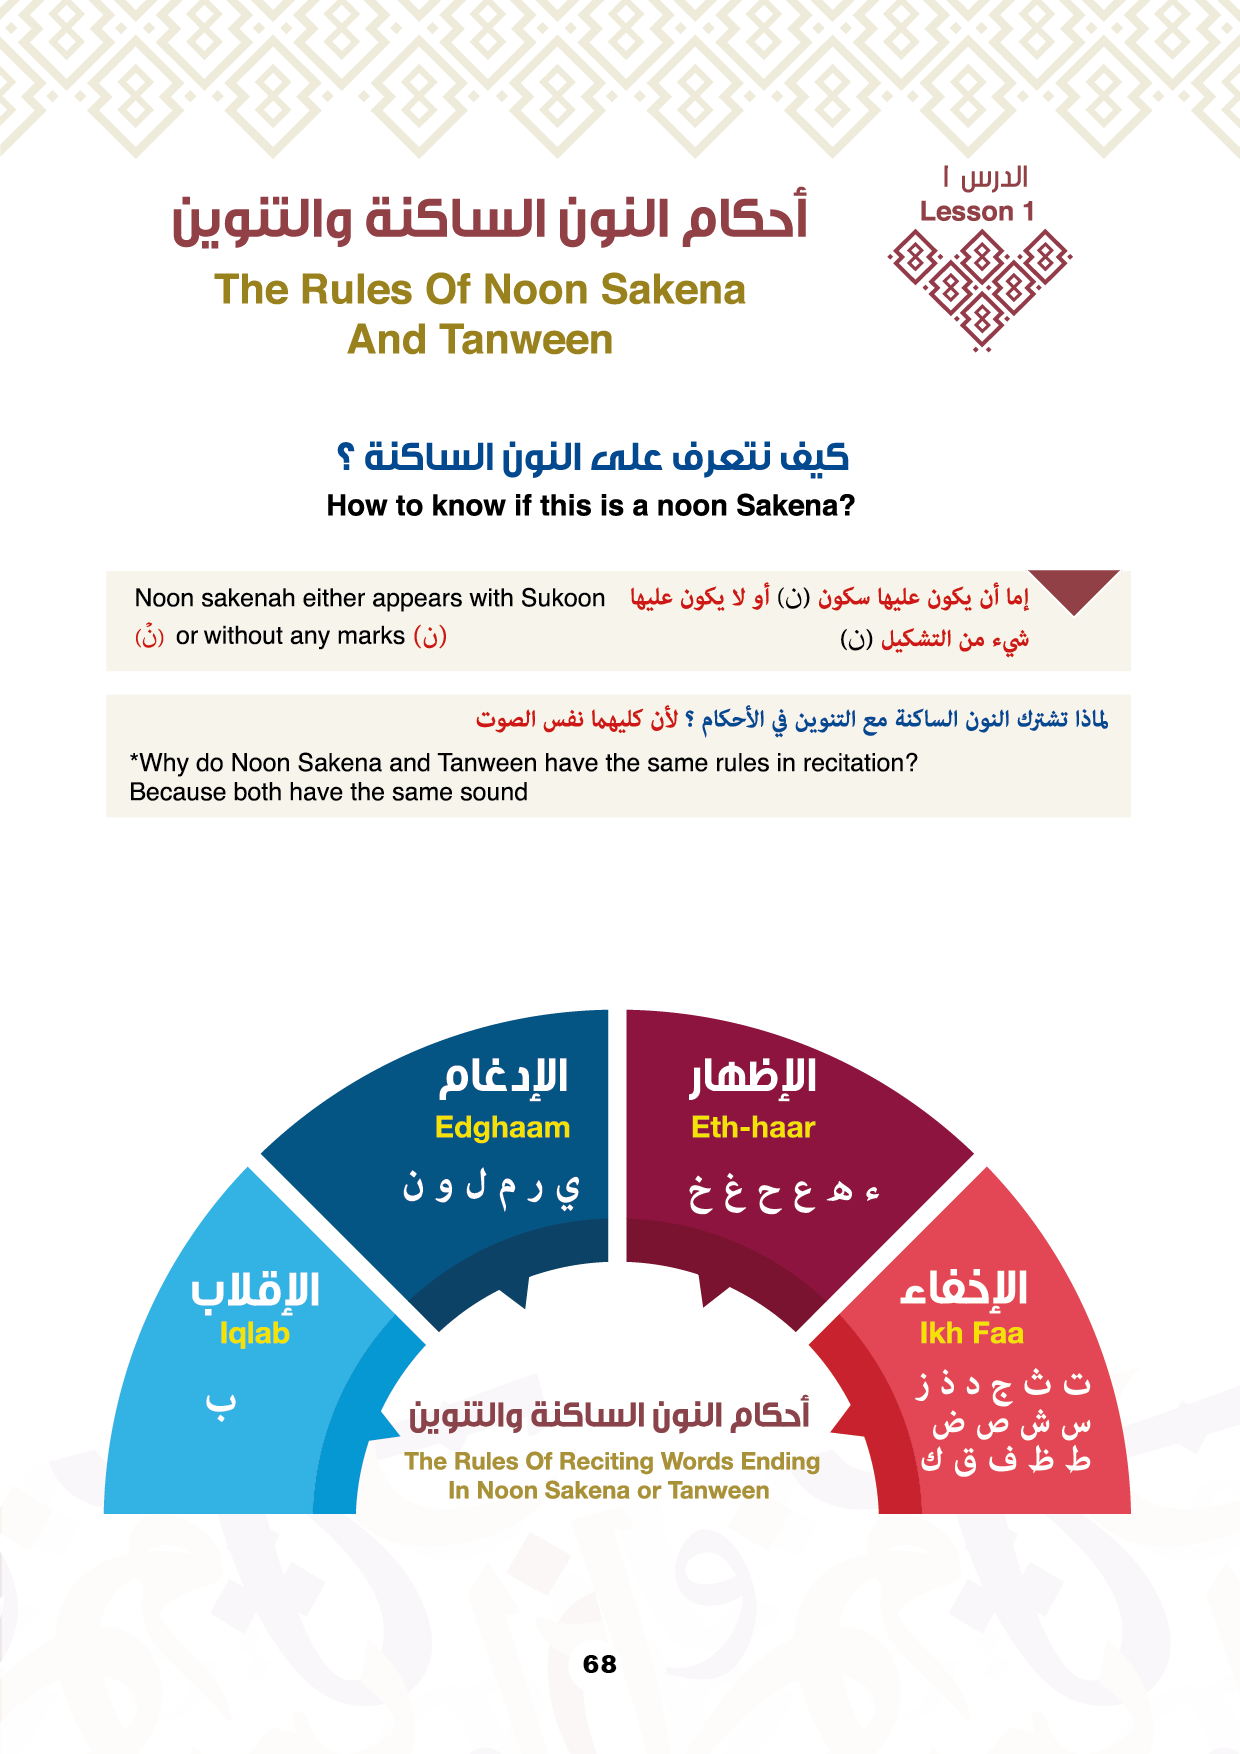 الدرس ١
Lesson 1
أحكام النون الساكنة والتنوين
The Rules Of Noon Sakena
And Tanween
كيف نتعرف على النون الساكنة ؟
How to know if this is a noon Sakena?
إما أن يكون عليها سكون (ن) أو لا يكون عليها
شيء من التشكيل (ن)
Noon sakenah either appears with Sukoon
(نْ) or without any marks (ن)
لماذا تشترك النون الساكنة مع التنوين في الأحكام ؟ لأن كليهما نفس الصوت
*Why do Noon Sakena and Tanween have the same rules in recitation?
Because both have the same sound
الإظهار
Eth-haar
ء هـ ع ح غ خ
الإدغام
Edghaam
ي ر م ل و ن
الإخفاء
Ikh Faa
ت ث ج د ذ ز
س ش ص ض
ط ظ ف ق ك
الإقلاب
Iqlab
ب
أحكام النون الساكنة والتنوين
The Rules Of Reciting Words Ending
In Noon Sakena or Tanween
68